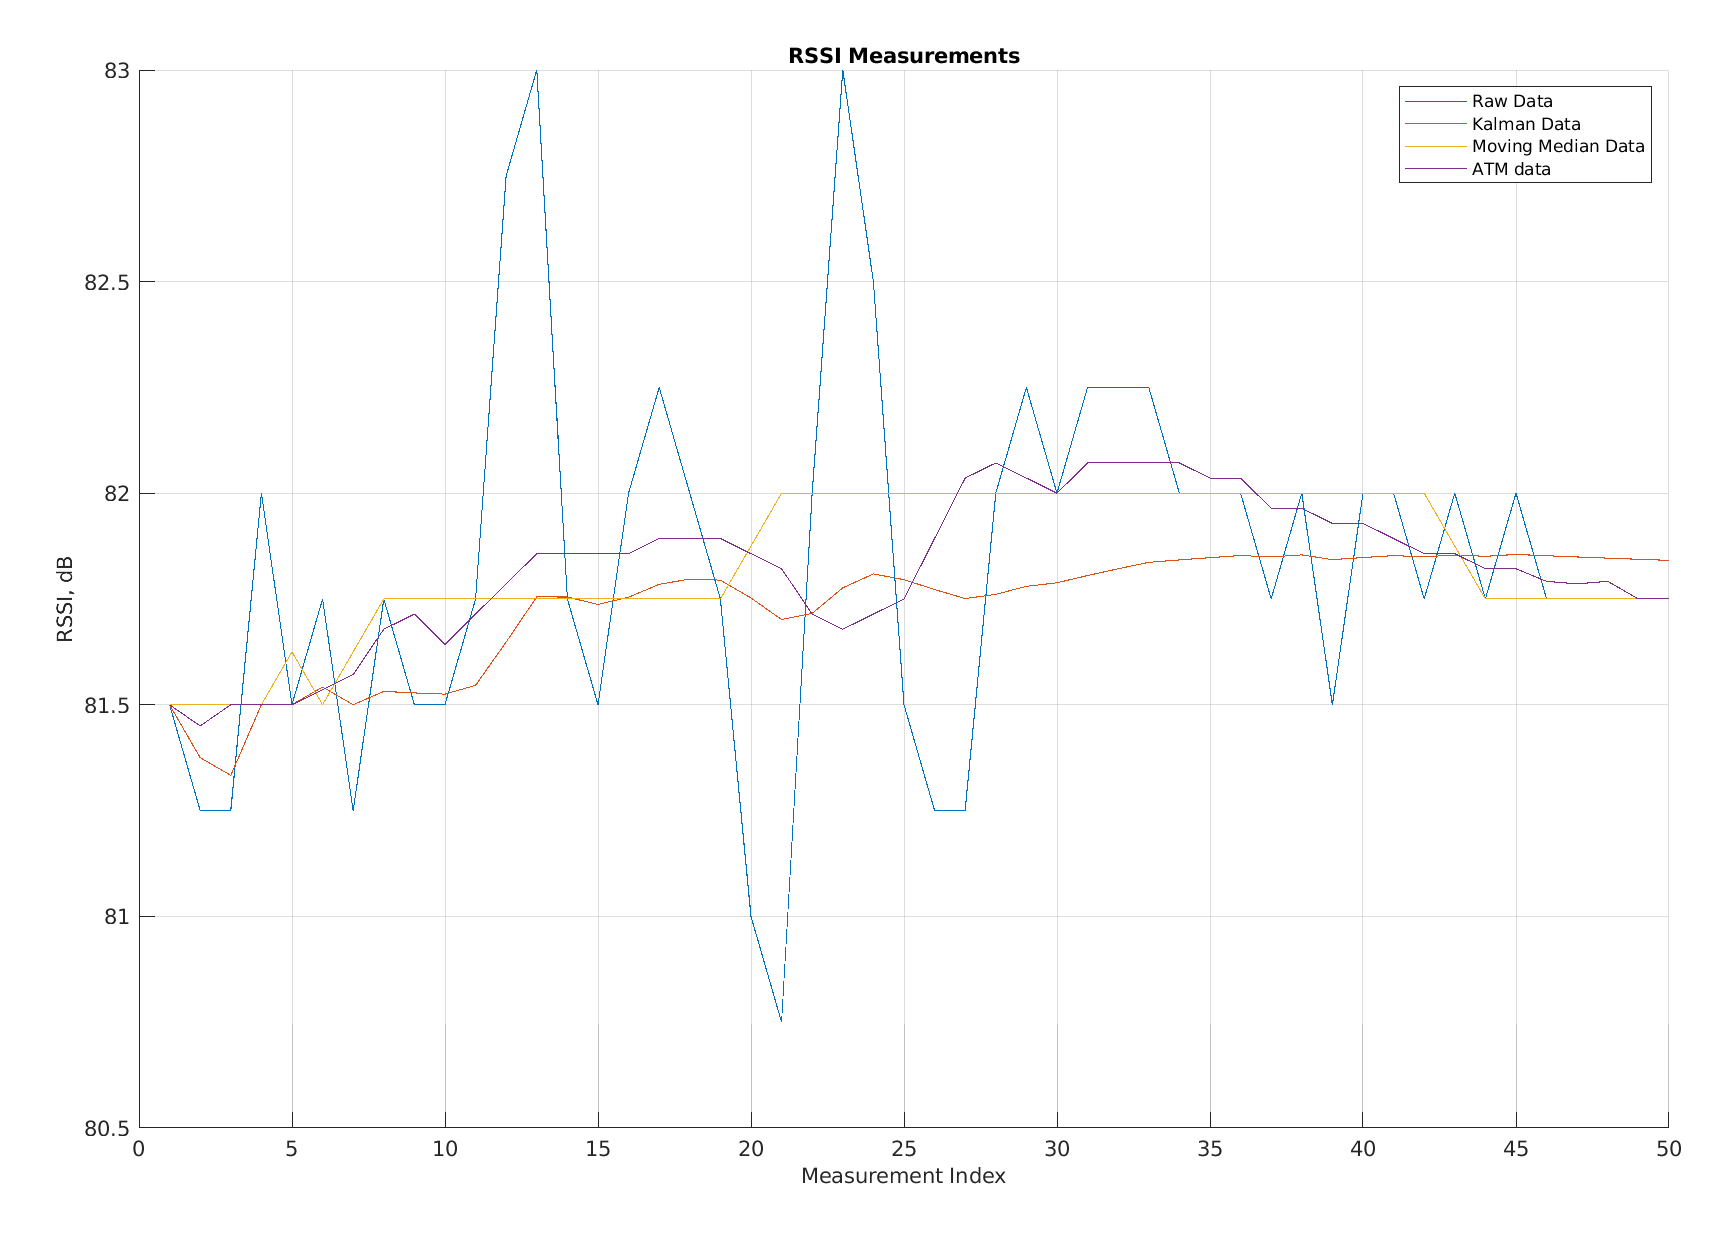 RSSI Measurements
83
82.5
82
81.5
81
80.5
RSSI, dB
Raw Data
Kalman Data
Moving Median Data
ATM data
0 5 10 15 20 25 30 35 40 45 50
Measurement Index